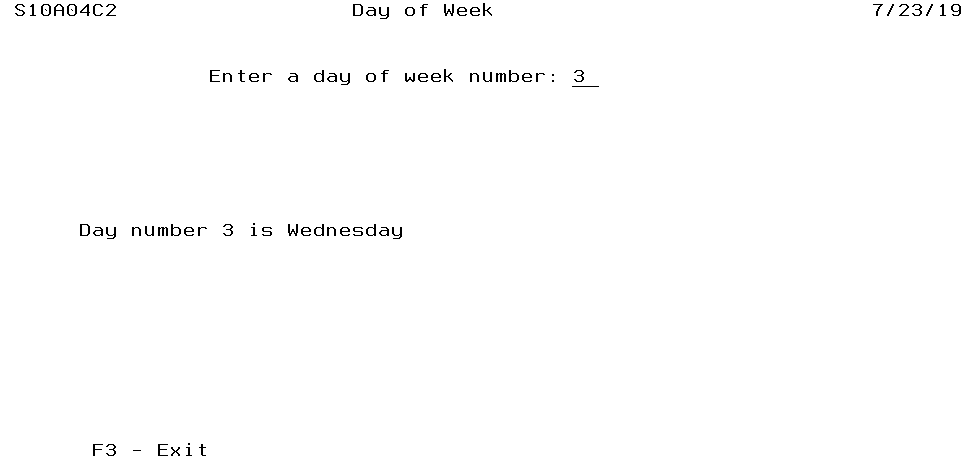 S10A04C2 Day of Week 7/23/19
Enter a day of week number: 3
Day number 3 is Wednesday
F3 - Exit